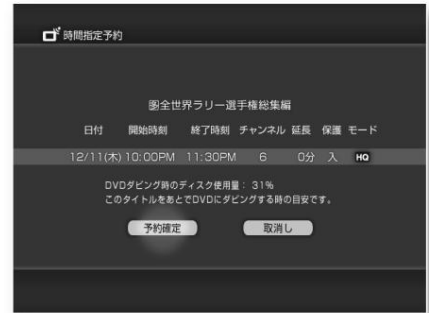 時間指定予約
全世界ラリー選手権総集編
日付 開始時刻 終了時刻 チャンネル 延長 保護 モード
12/11(木) 10:00PM 11:30PM 6 0分 入 HQ
DVDダビング時のディスク使用量： 31%
このタイトルをあとでDVDにダビングする時の目安です。
予約確定 取消し